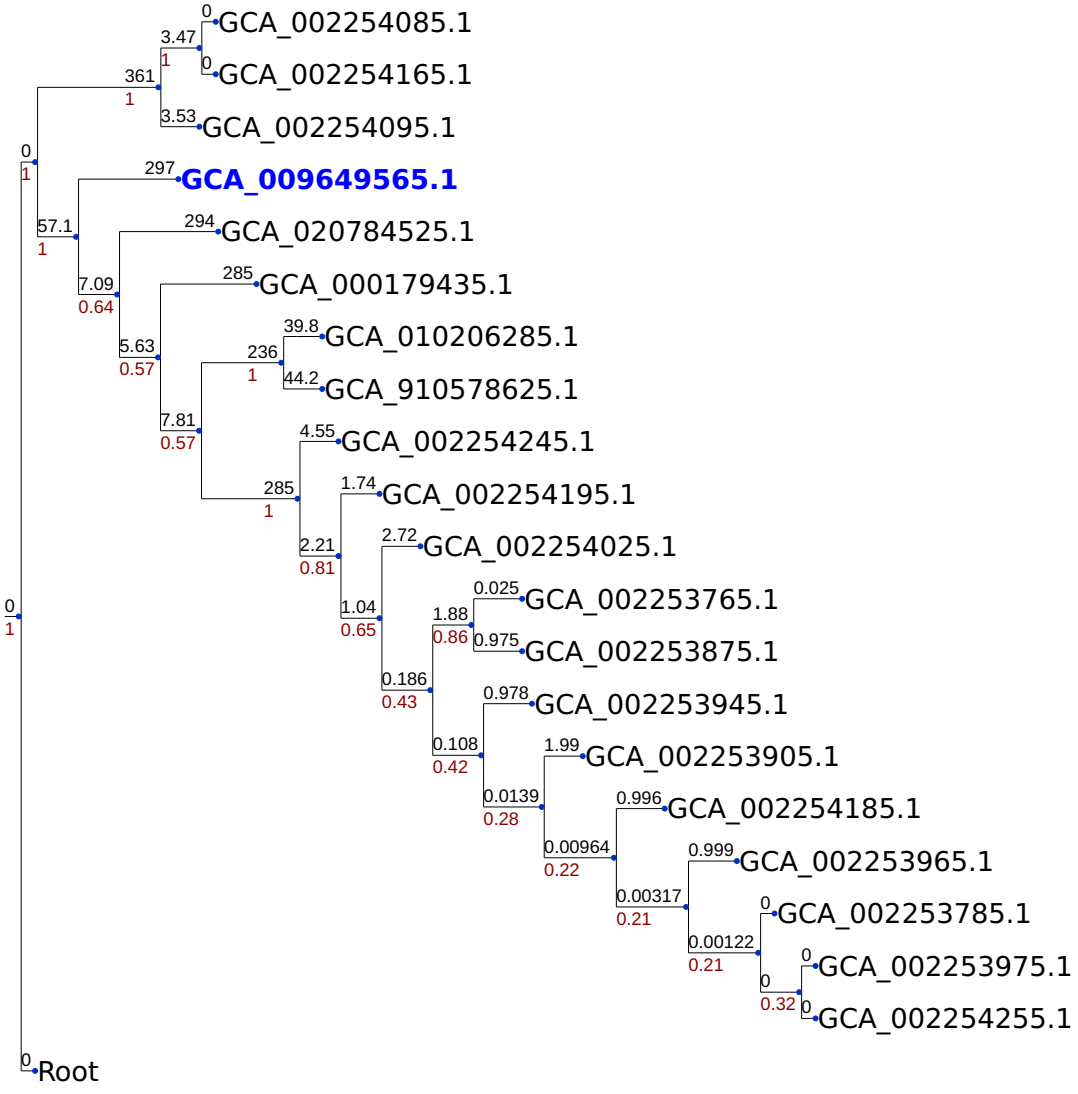 0
GCA_002254085.1
3.47
1
0
GCA_002254165.1
361
1
3.53
GCA_002254095.1
0
1
297
GCA_009649565.1
57.1
1
294
GCA_020784525.1
7.09
0.64
285
GCA_000179435.1
5.63
0.57
39.8
GCA_010206285.1
236
1
44.2
GCA_910578625.1
7.81
0.57
4.55
GCA_002254245.1
285
1
1.74
GCA_002254195.1
2.21
0.81
2.72
GCA_002254025.1
1.04
0.65
0.025
GCA_002253765.1
1.88
0.86
0.975
GCA_002253875.1
0.186
0.43
0.978
GCA_002253945.1
0.108
0.42
1.99
GCA_002253905.1
0.0139
0.28
0.996
GCA_002254185.1
0.00964
0.22
0.999
GCA_002253965.1
0.00317
0.21
0
GCA_002253785.1
0.00122
0.21
0
GCA_002253975.1
0
0.32
0
GCA_002254255.1
0
1
0
Root